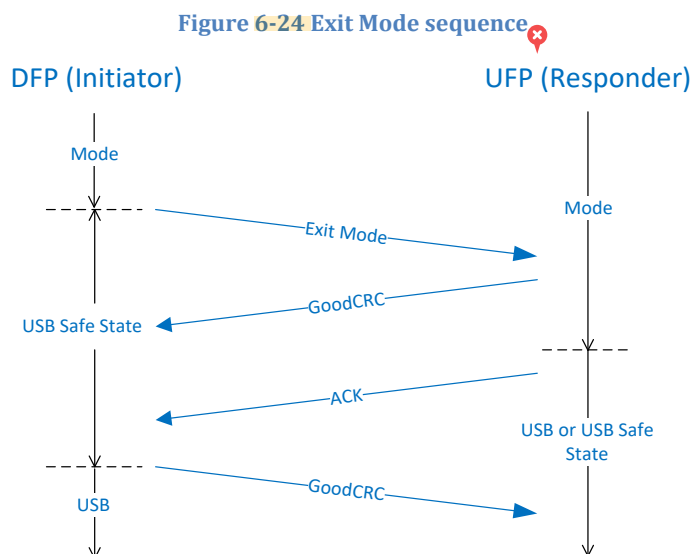 Figure 6-24 Exit Mode sequence
DFP (Initiator)
UFP (Responder)
Mode
Mode
Exit Mode
GoodCRC
USB Safe State
ACK
USB or USB Safe
State
GoodCRC
USB